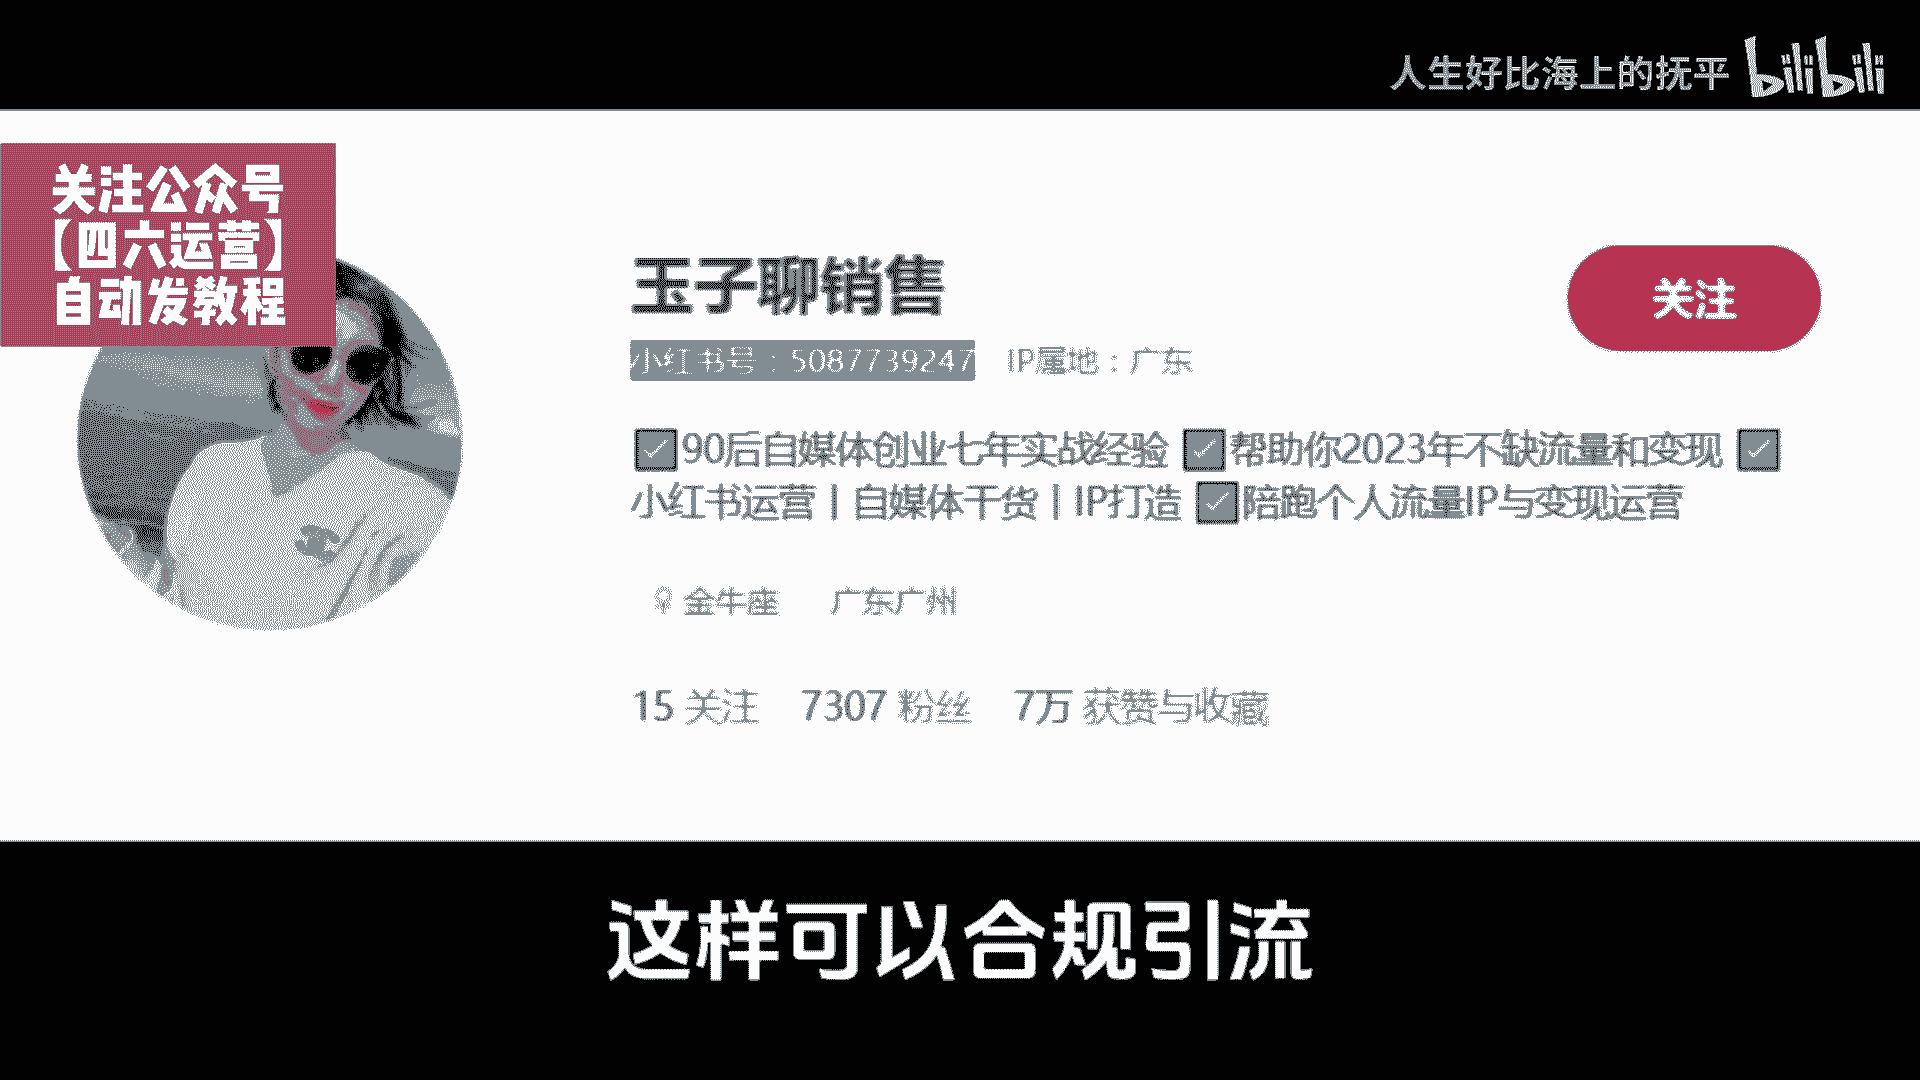 人生好比海上的抚平 bilibili
关注公众号
【四六运营】
自动发教程
玉子聊销售
关注
小红书号：5087739247 IP属地：广东
90后自媒体创业七年实战经验 帮助你2023年不缺流量和变现
小红书运营丨自媒体干货丨IP打造 陪跑个人流量IP与变现运营
金牛座 广东广州
15 关注 7307 粉丝 7万 获赞与收藏
这样可以合规引流